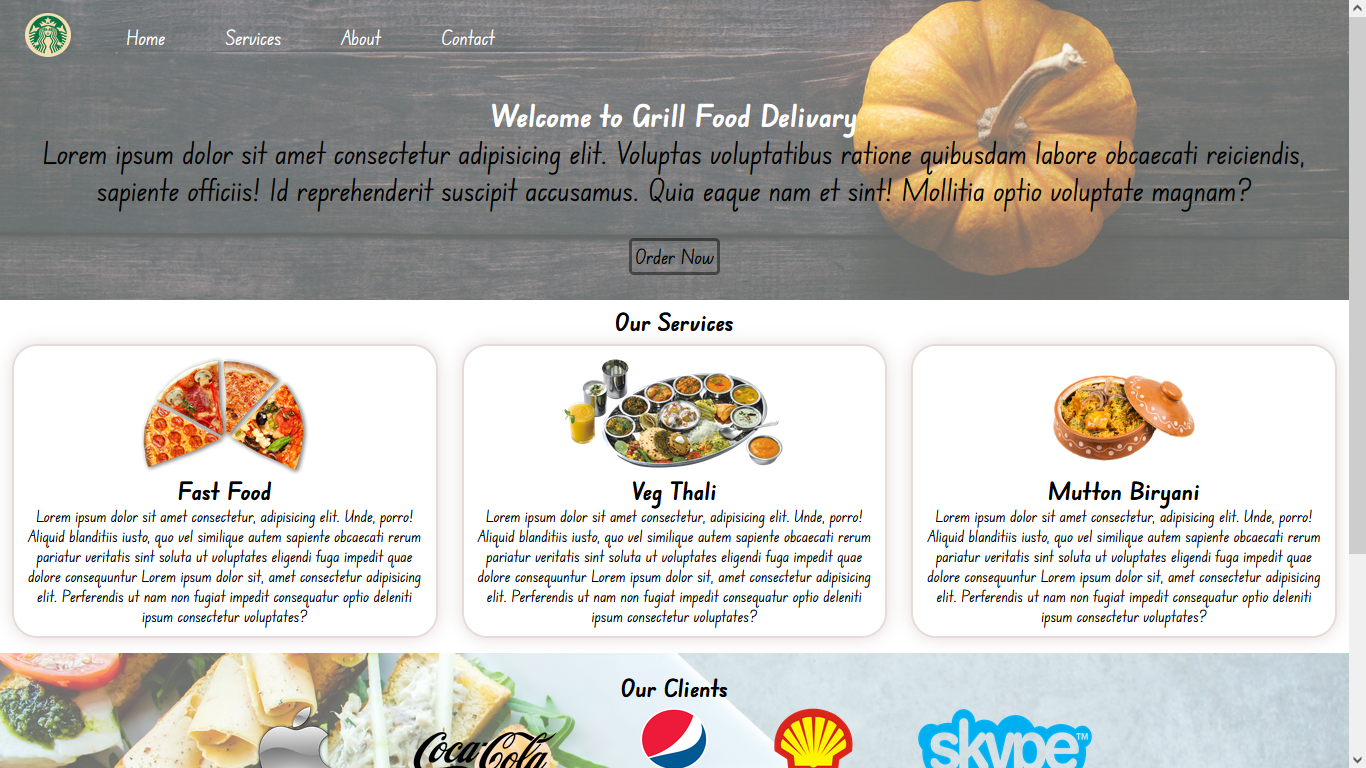 Home Services About Contact
Welcome to Grill Food Delivary
Lorem ipsum dolor sit amet consectetur adipisicing elit. Voluptas voluptatibus ratione quibusdam labore obcaecati reiciendis,
sapiente officiis! Id reprehenderit suscipit accusamus. Quia eaque nam et sint! Mollitia optio voluptate magnam?
Order Now
Our Services
Fast Food
Lorem ipsum dolor sit amet consectetur, adipisicing elit. Unde, porro!
Aliquid blanditiis iusto, quo vel similique autem sapiente obcaecati rerum
pariatur veritatis sint soluta ut voluptates eligendi fuga impedit quae
dolore consequuntur Lorem ipsum dolor sit, amet consectetur adipisicing
elit. Perferendis ut nam non fugiat impedit consequatur optio deleniti
ipsum consectetur voluptates?
Veg Thali
Lorem ipsum dolor sit amet consectetur, adipisicing elit. Unde, porro!
Aliquid blanditiis iusto, quo vel similique autem sapiente obcaecati rerum
pariatur veritatis sint soluta ut voluptates eligendi fuga impedit quae
dolore consequuntur Lorem ipsum dolor sit, amet consectetur adipisicing
elit. Perferendis ut nam non fugiat impedit consequatur optio deleniti
ipsum consectetur voluptates?
Mutton Biryani
Lorem ipsum dolor sit amet consectetur, adipisicing elit. Unde, porro!
Aliquid blanditiis iusto, quo vel similique autem sapiente obcaecati rerum
pariatur veritatis sint soluta ut voluptates eligendi fuga impedit quae
dolore consequuntur Lorem ipsum dolor sit, amet consectetur adipisicing
elit. Perferendis ut nam non fugiat impedit consequatur optio deleniti
ipsum consectetur voluptates?
Our Clients
Coca-Cola skype TM